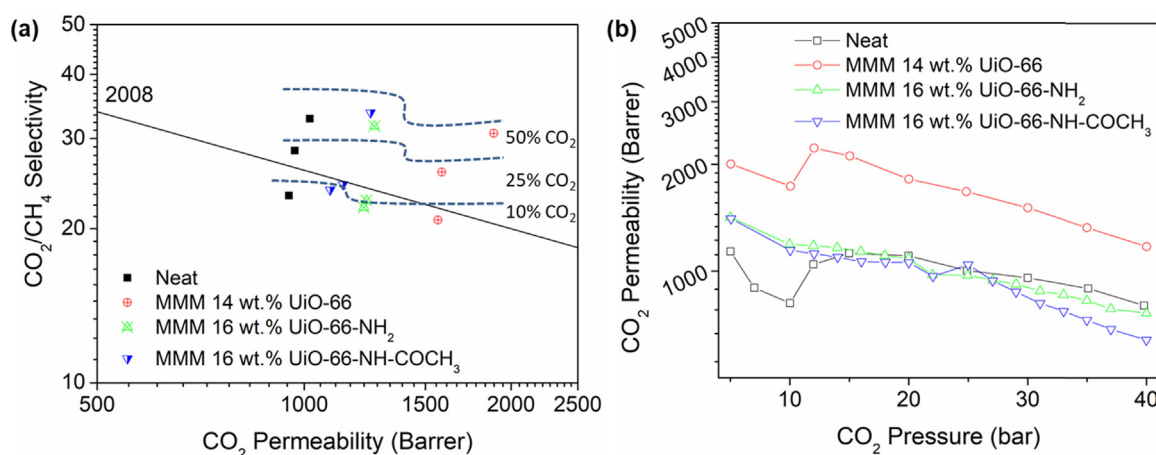 (a)
50
40
30
20
10
CO₂/CH₄ Selectivity
2008
50% CO₂
25% CO₂
10% CO₂
Neat
MMM 14 wt.% UiO-66
MMM 16 wt.% UiO-66-NH₂
MMM 16 wt.% UiO-66-NH-COCH₃
500 1000 1500 2000 2500
CO₂ Permeability (Barrer)
(b)
5000
4000
3000
2000
1000
CO₂ Permeability (Barrer)
Neat
MMM 14 wt.% UiO-66
MMM 16 wt.% UiO-66-NH₂
MMM 16 wt.% UiO-66-NH-COCH₃
10 20 30 40
CO₂ Pressure (bar)